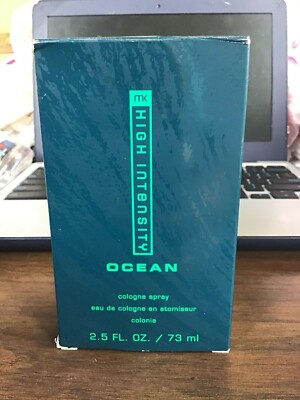 mk
HIGH INTENSITY
OCEAN
cologne spray
eau de cologne en atomiseur
colonia
2.5 FL. OZ. / 73 ml